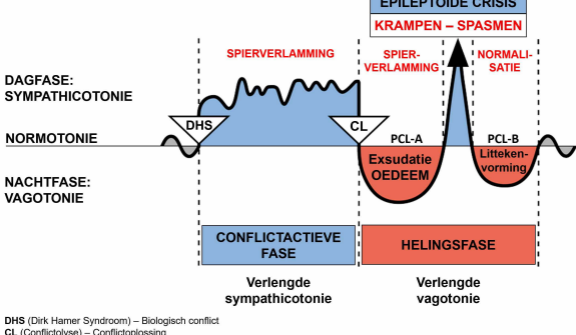 EPILEPTOÏDE CRISIS
KRAMPEN – SPASMEN
SPIERVERLAMMING
SPIER-
VERLAMMING
NORMALI-
SATIE
DAGFASE:
SYMPATHICOTONIE
DHS
CL
NORMOTONIE
PCL-A
PCL-B
Exsudatie
OEDEEM
Litteken-
vorming
NACHTFASE:
VAGOTONIE
CONFLICTACTIEVE
FASE
HELINGSFASE
Verlengde
sympathicotonie
Verlengde
vagotonie
DHS (Dirk Hamer Syndroom) – Biologisch conflict
CL (Conflictolyse) – Conflictoplossing